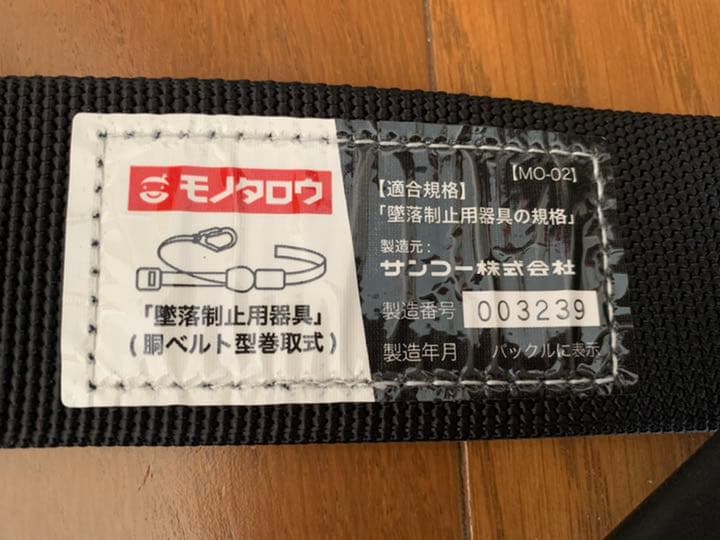 モノタロウ
「墜落制止用器具」
(胴ベルト型巻取式)
【MO-02】
【適合規格】
「墜落制止用器具の規格」
製造元:
サンコー株式会社
製造番号 003239
製造年月 バックルに表示